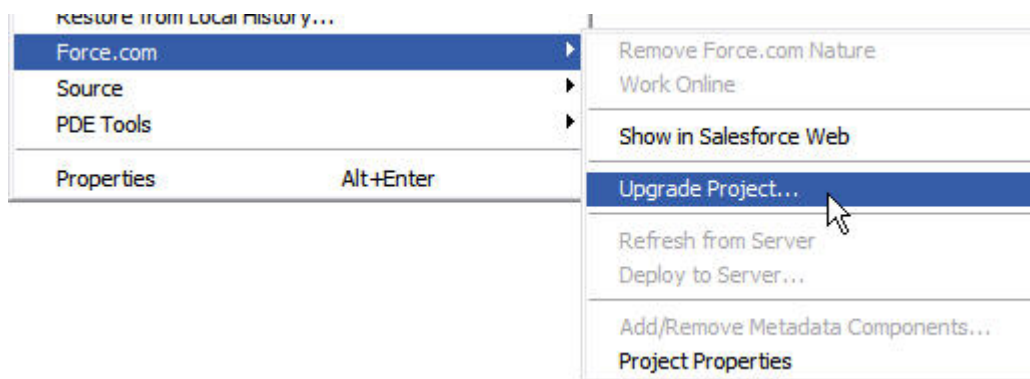 Restore from Local History...
Force.com
Source
PDE Tools
Properties Alt+Enter
Remove Force.com Nature
Work Online
Show in Salesforce Web
Upgrade Project...
Refresh from Server
Deploy to Server...
Add/Remove Metadata Components...
Project Properties